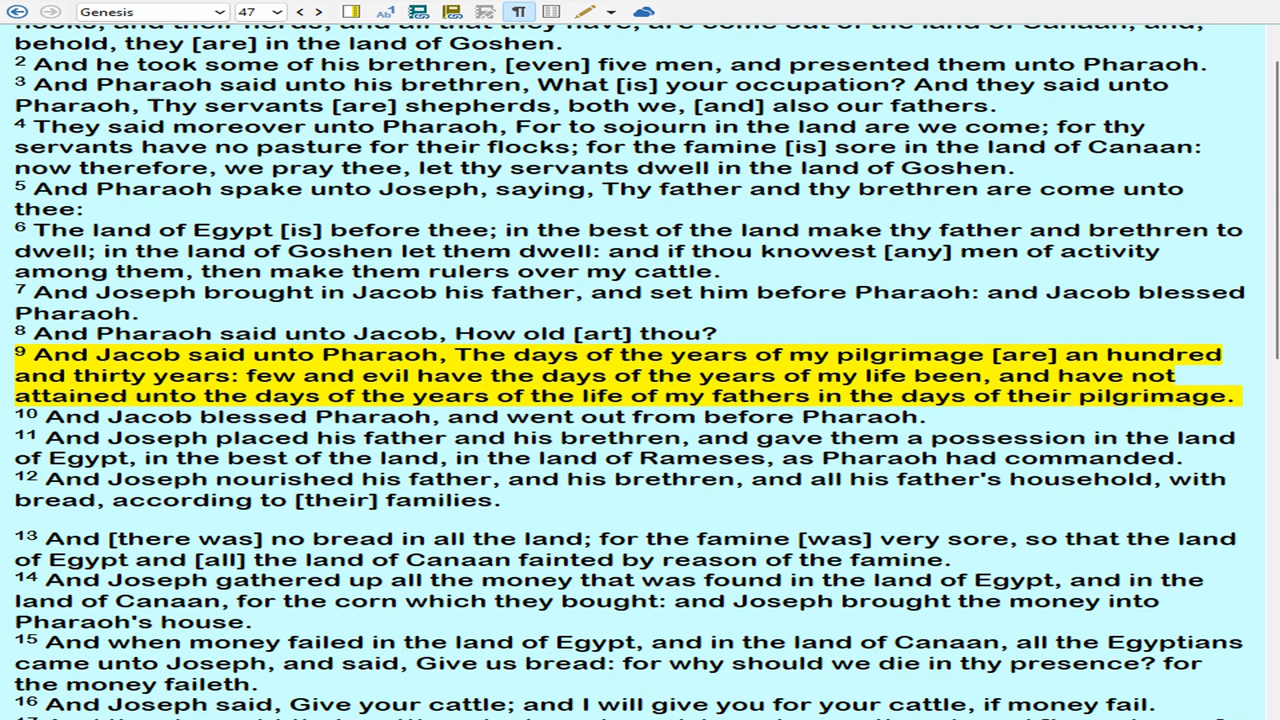 Genesis 47 < >
behold, they [are] in the land of Goshen.
2 And he took some of his brethren, [even] five men, and presented them unto Pharaoh.
3 And Pharaoh said unto his brethren, What [is] your occupation? And they said unto
Pharaoh, Thy servants [are] shepherds, both we, [and] also our fathers.
4 They said moreover unto Pharaoh, For to sojourn in the land are we come; for thy
servants have no pasture for their flocks; for the famine [is] sore in the land of Canaan:
now therefore, we pray thee, let thy servants dwell in the land of Goshen.
5 And Pharaoh spake unto Joseph, saying, Thy father and thy brethren are come unto
thee:
6 The land of Egypt [is] before thee; in the best of the land make thy father and brethren to
dwell; in the land of Goshen let them dwell: and if thou knowest [any] men of activity
among them, then make them rulers over my cattle.
7 And Joseph brought in Jacob his father, and set him before Pharaoh: and Jacob blessed
Pharaoh.
8 And Pharaoh said unto Jacob, How old [art] thou?
9 And Jacob said unto Pharaoh, The days of the years of my pilgrimage [are] an hundred
and thirty years: few and evil have the days of the years of my life been, and have not
attained unto the days of the years of the life of my fathers in the days of their pilgrimage.
10 And Jacob blessed Pharaoh, and went out from before Pharaoh.
11 And Joseph placed his father and his brethren, and gave them a possession in the land
of Egypt, in the best of the land, in the land of Rameses, as Pharaoh had commanded.
12 And Joseph nourished his father, and his brethren, and all his father's household, with
bread, according to [their] families.
13 And [there was] no bread in all the land; for the famine [was] very sore, so that the land
of Egypt and [all] the land of Canaan fainted by reason of the famine.
14 And Joseph gathered up all the money that was found in the land of Egypt, and in the
land of Canaan, for the corn which they bought: and Joseph brought the money into
Pharaoh's house.
15 And when money failed in the land of Egypt, and in the land of Canaan, all the Egyptians
came unto Joseph, and said, Give us bread: for why should we die in thy presence? for
the money faileth.
16 And Joseph said, Give your cattle; and I will give you for your cattle, if money fail.